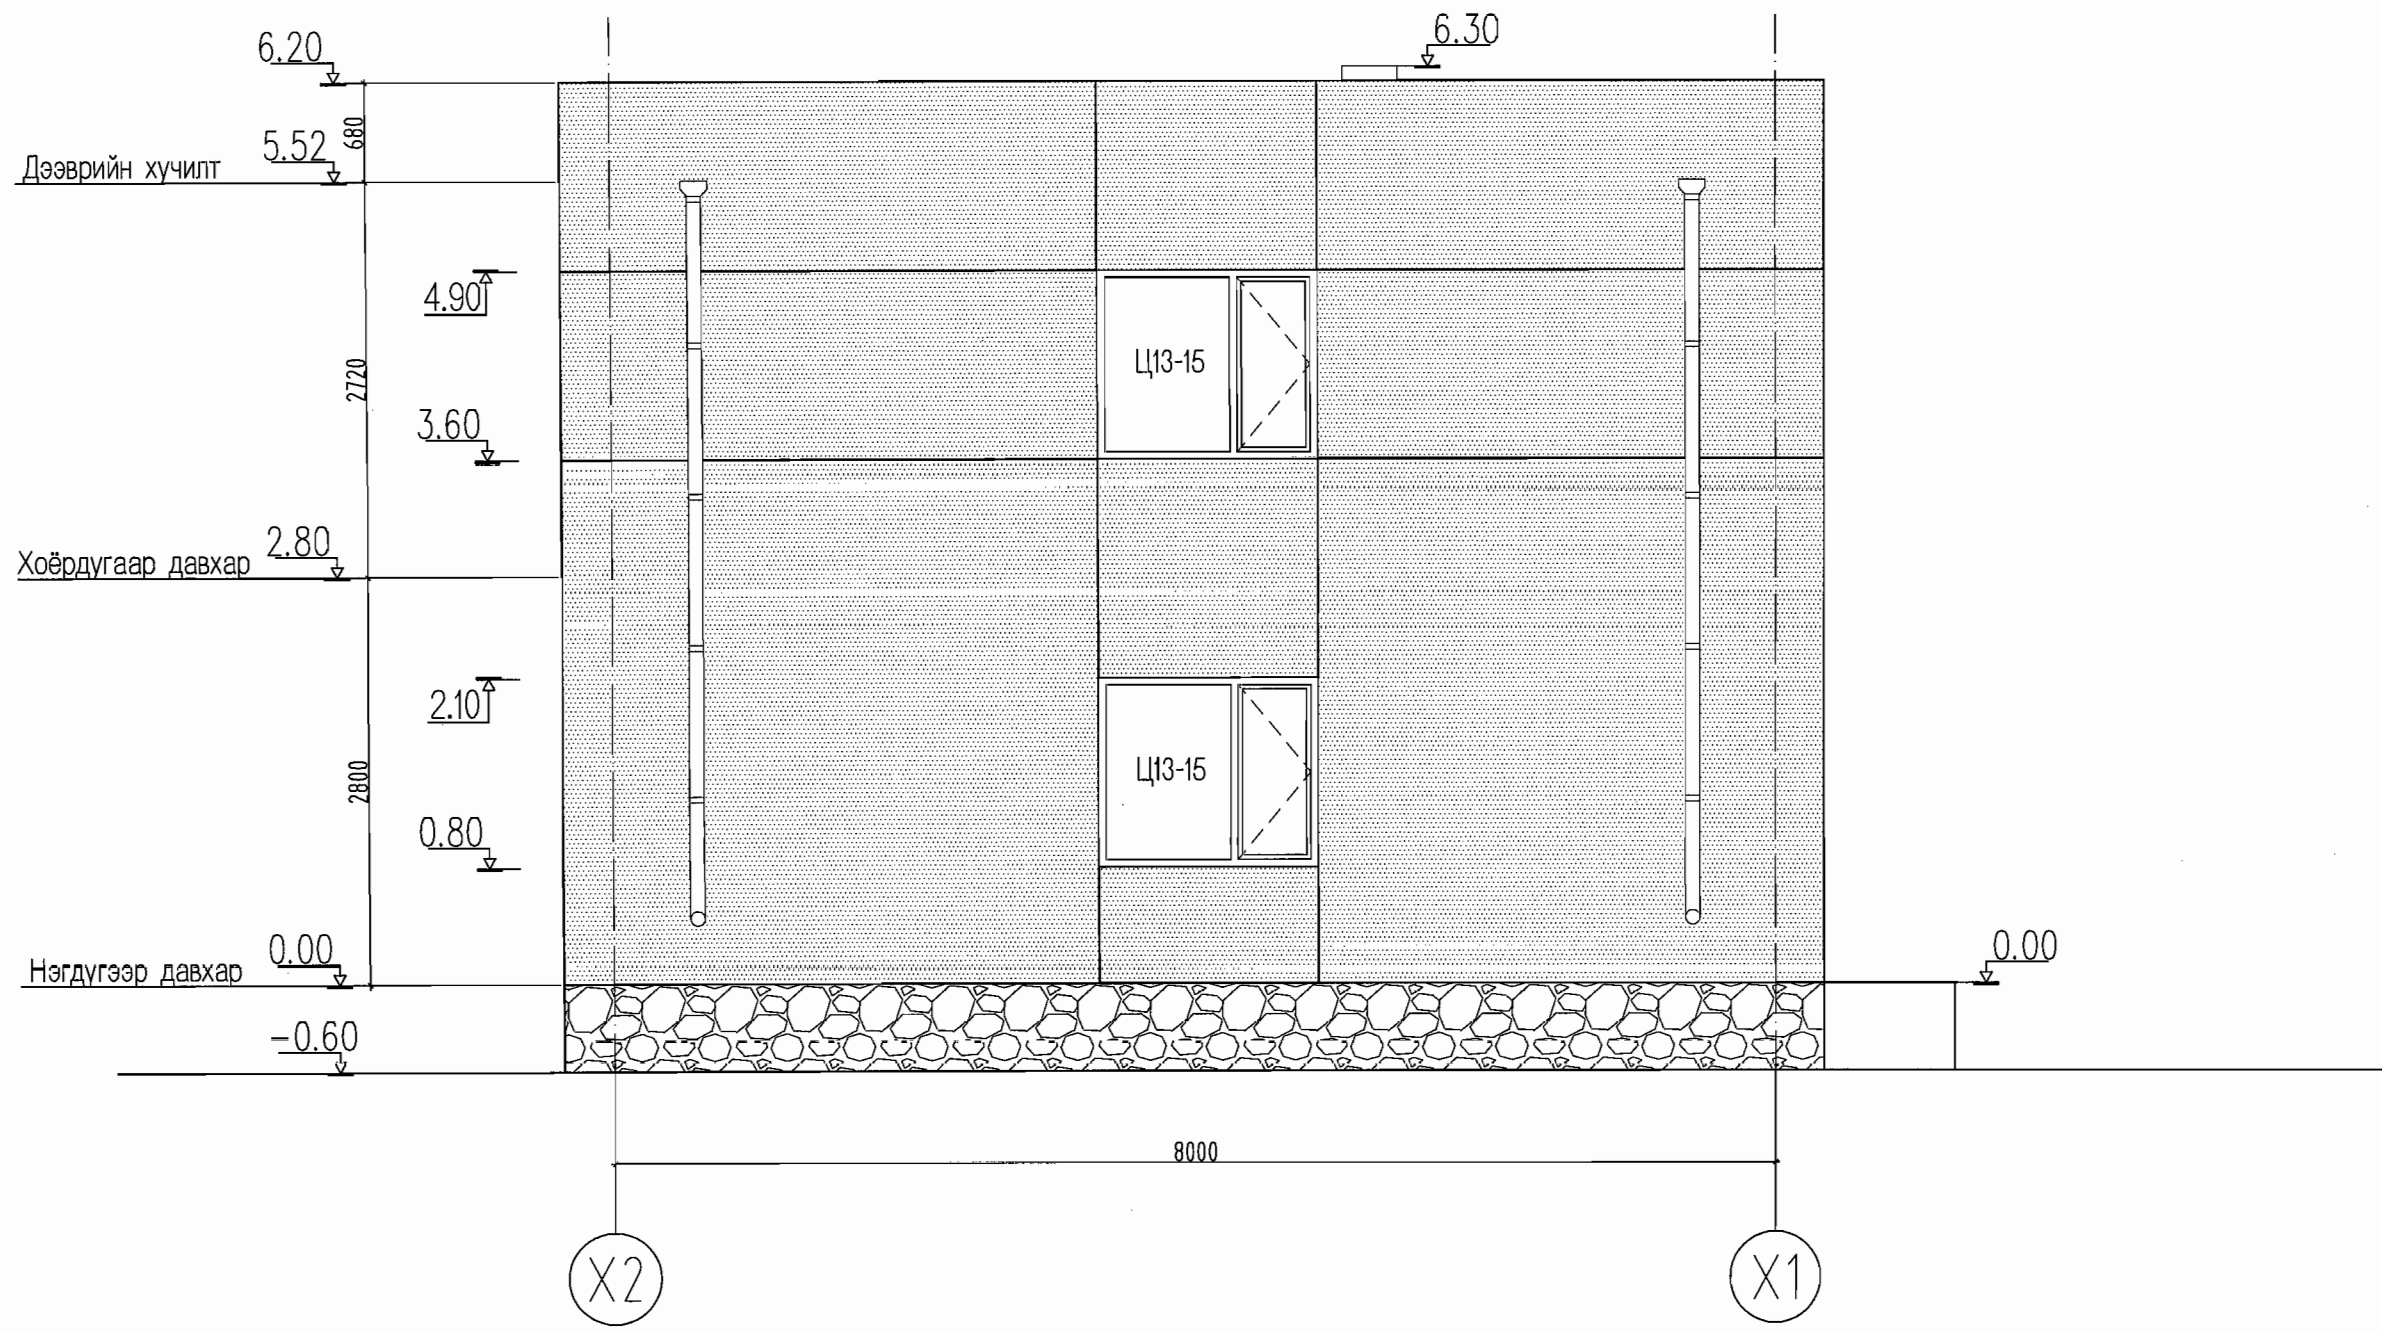 6.20
6.30
680
5.52
Дээврийн хучилт
4.90
Ц13-15
2720
3.60
2.80
Хоёрдугаар давхар
2.10
Ц13-15
2800
0.80
0.00
Нэгдүгээр давхар
0.00
-0.60
8000
X2
X1